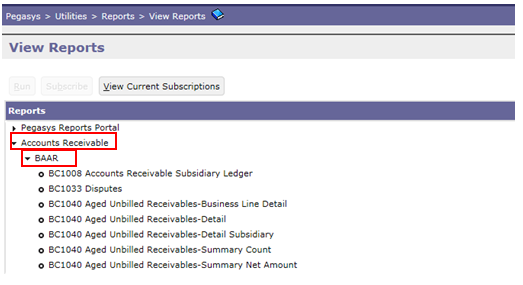 Pegasys > Utilities > Reports > View Reports
View Reports
Run Subscribe View Current Subscriptions
Reports
Pegasys Reports Portal
Accounts Receivable
BAAR
BC1008 Accounts Receivable Subsidiary Ledger
BC1033 Disputes
BC1040 Aged Unbilled Receivables-Business Line Detail
BC1040 Aged Unbilled Receivables-Detail
BC1040 Aged Unbilled Receivables-Detail Subsidiary
BC1040 Aged Unbilled Receivables-Summary Count
BC1040 Aged Unbilled Receivables-Summary Net Amount